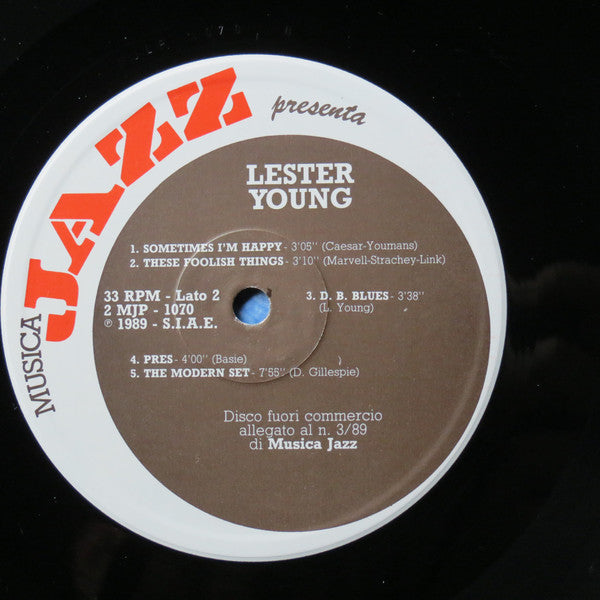 MUSICA
JAZZ
presenta
LESTER
YOUNG
1. SOMETIMES I'M HAPPY - 3'05" (Caesar-Youmans)
2. THESE FOOLISH THINGS - 3'10" (Marvell-Strachey-Link)
33 RPM - Lato 2
2 MJP - 1070
℗ 1989 - S.I.A.E.
3. D. B. BLUES - 3'38"
(L. Young)
4. PRES - 4'00" (Basie)
5. THE MODERN SET - 7'55" (D. Gillespie)
Disco fuori commercio
allegato al n. 3/89
di Musica Jazz